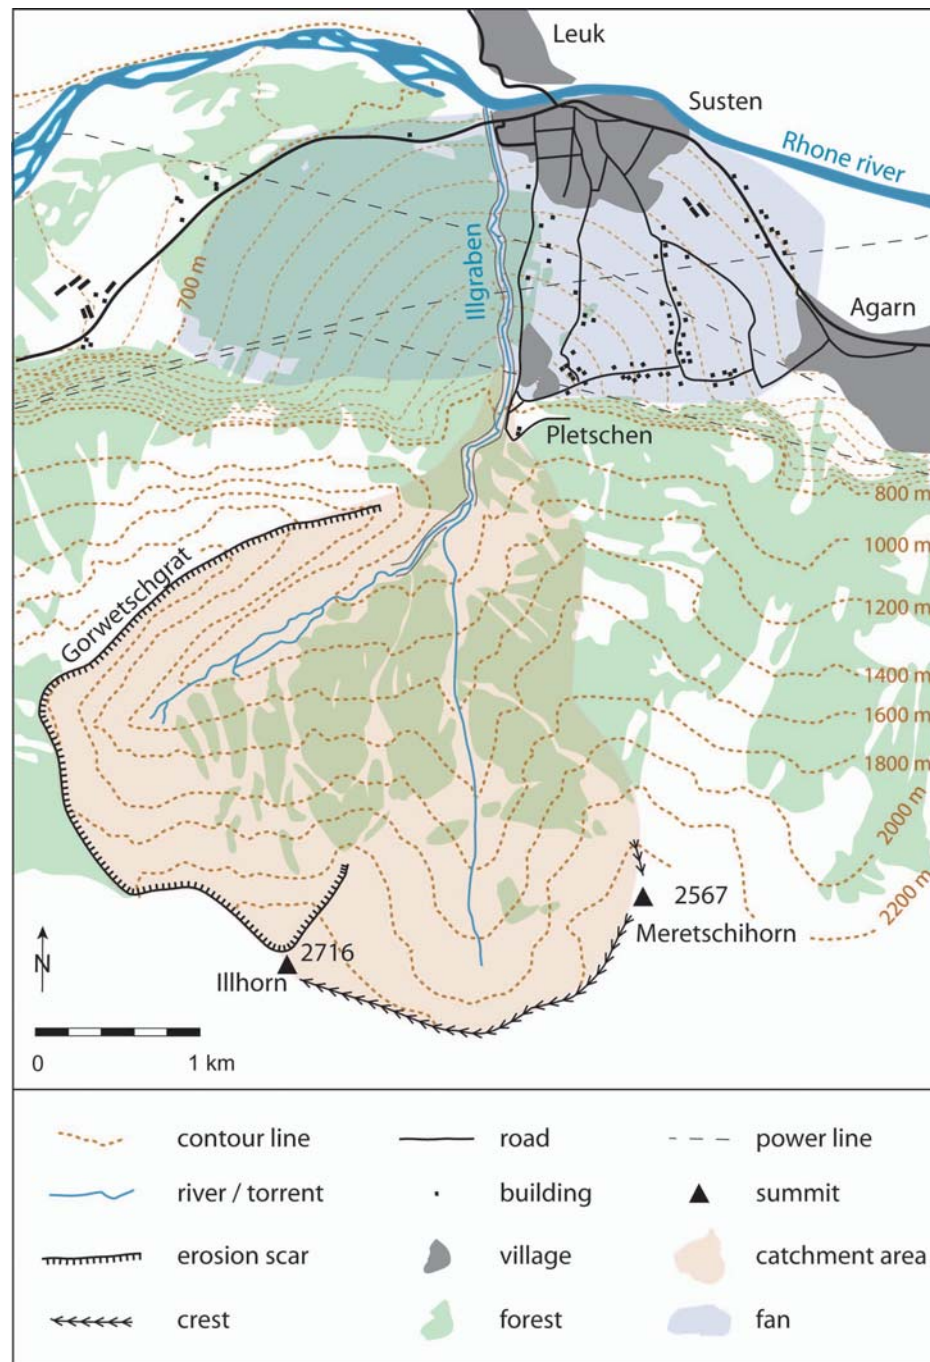 Leuk
Susten
Rhone river
Illgraben
700 m
Agarn
Pletschen
800 m
1000 m
Gorwetschgrat
1200 m
1400 m
1600 m
1800 m
2000 m
2200 m
2567
Meretschihorn
2716
Illhorn
N
0 1 km
contour line road power line
river / torrent building summit
erosion scar village catchment area
crest forest fan